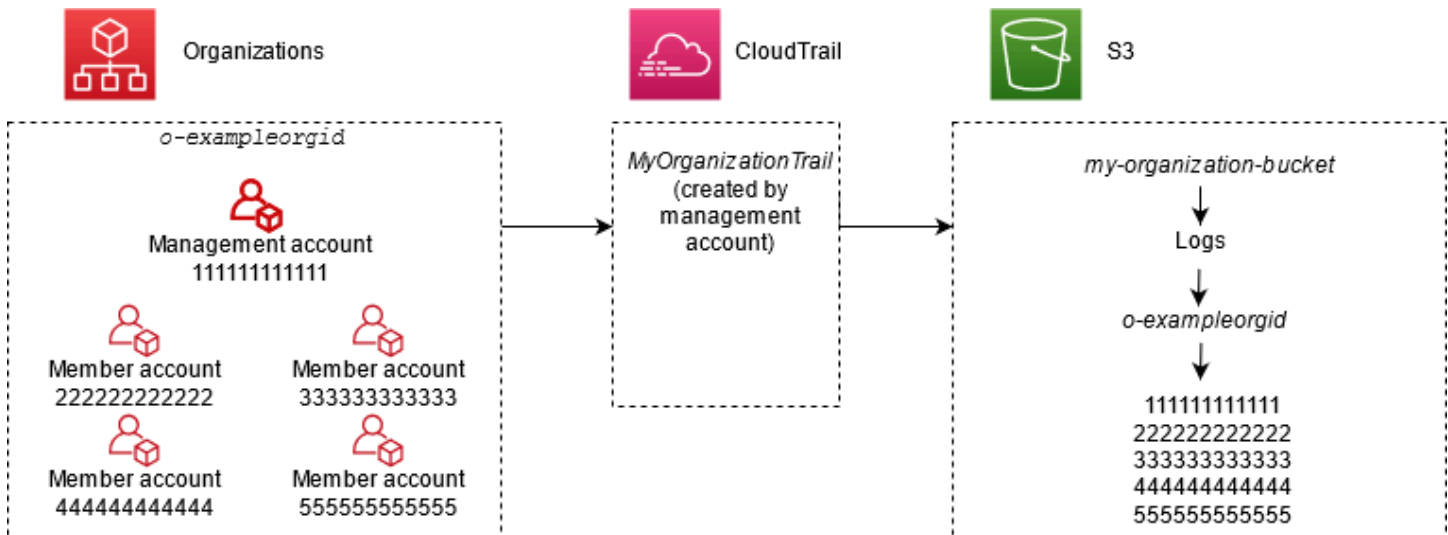 Organizations
CloudTrail
S3
o-exampleorgid
Management account
111111111111
Member account
222222222222
Member account
333333333333
Member account
444444444444
Member account
555555555555
MyOrganizationTrail
(created by
management
account)
my-organization-bucket
Logs
o-exampleorgid
111111111111
222222222222
333333333333
444444444444
555555555555